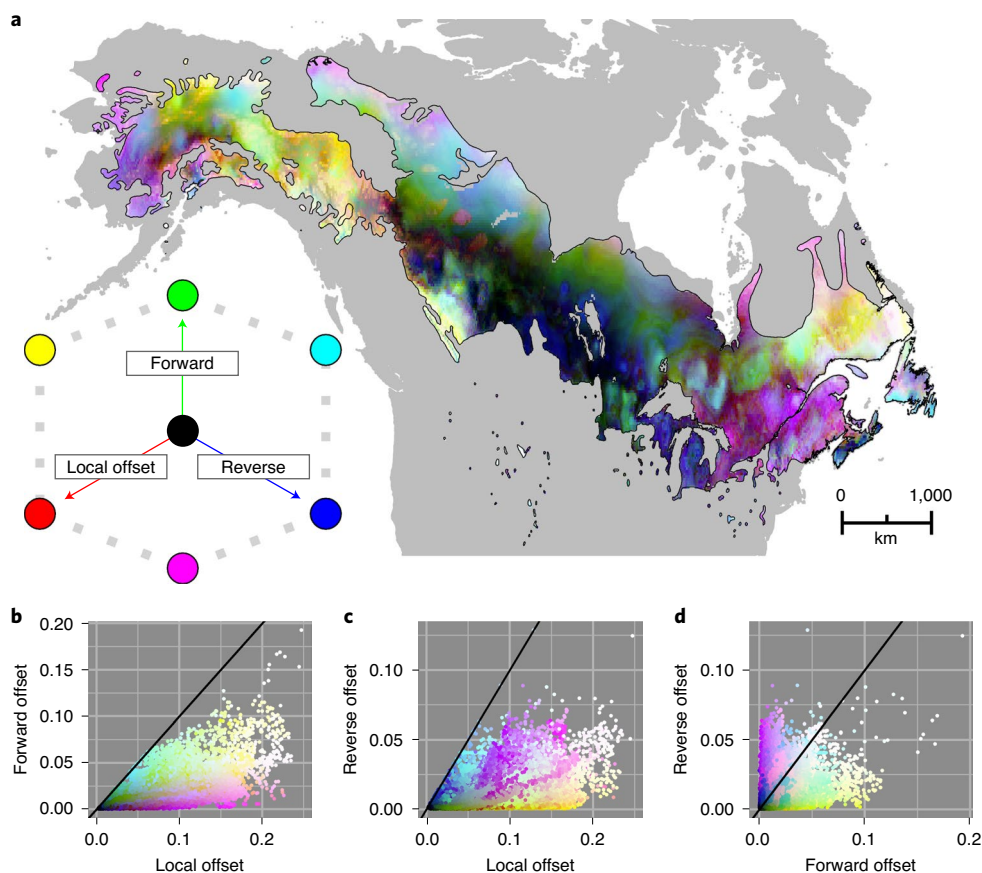 a
Forward
Local offset
Reverse
0 1,000
km
b
0.20
0.15
0.10
0.05
0.00
Forward offset
0.0 0.1 0.2
Local offset
c
0.10
0.05
0.00
Reverse offset
0.0 0.1 0.2
Local offset
d
0.10
0.05
0.00
Reverse offset
0.0 0.1 0.2
Forward offset